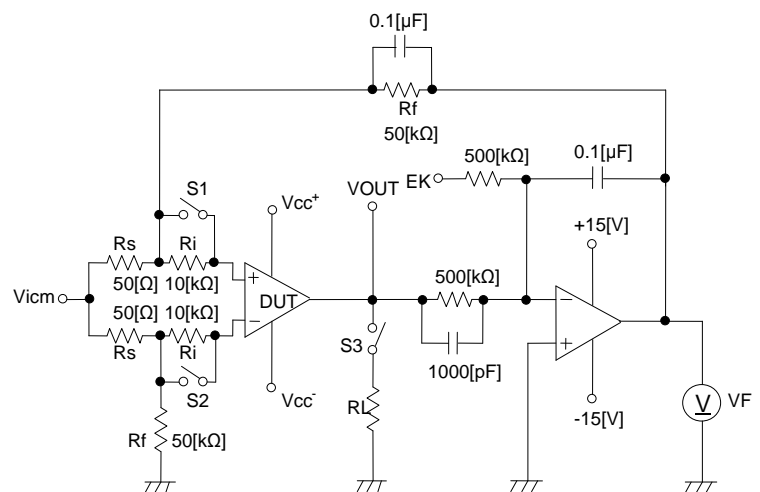 0.1[µF]
Rf
50[kΩ]
500[kΩ]
0.1[µF]
EK
VOUT
S1
Vcc+
+15[V]
Rs
Ri
50[Ω]
10[kΩ]
+
500[kΩ]
−
Vicm
DUT
50[Ω]
10[kΩ]
−
Rs
Ri
S3
1000[pF]
+
S2
Vcc-
RL
-15[V]
V
VF
Rf
50[kΩ]